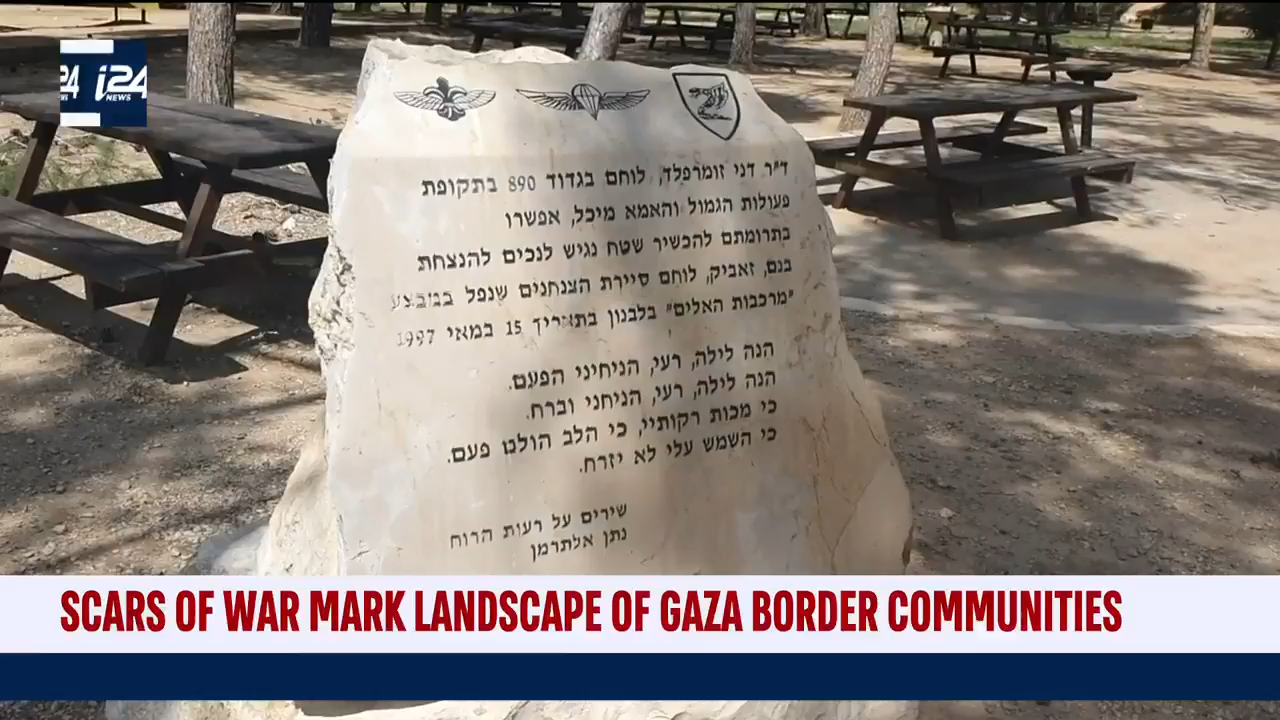 24
i24
NEWS
ד"ר דני זומרפלד, לוחם בגדוד 890 בתקופת
פעולות הגמול והאמא מיכל, אפשרו
בתרומתם להכשיר שטח נגיש לנכים להנצחת
בנם, זאביק, לוחם סיירת הצנחנים שנפל במבצע
"מרכבות האלים" בלבנון בתאריך 15 במאי 1997
הנה לילה, רעי, הניחיני הפעם.
הנה לילה, רעי, הניחני וברח.
כי מכות רקותיי, כי הלב הולט פעם.
כי השמש עלי לא יזרח.
שירים על רעות הרוח
נתן אלתרמן
SCARS OF WAR MARK LANDSCAPE OF GAZA BORDER COMMUNITIES